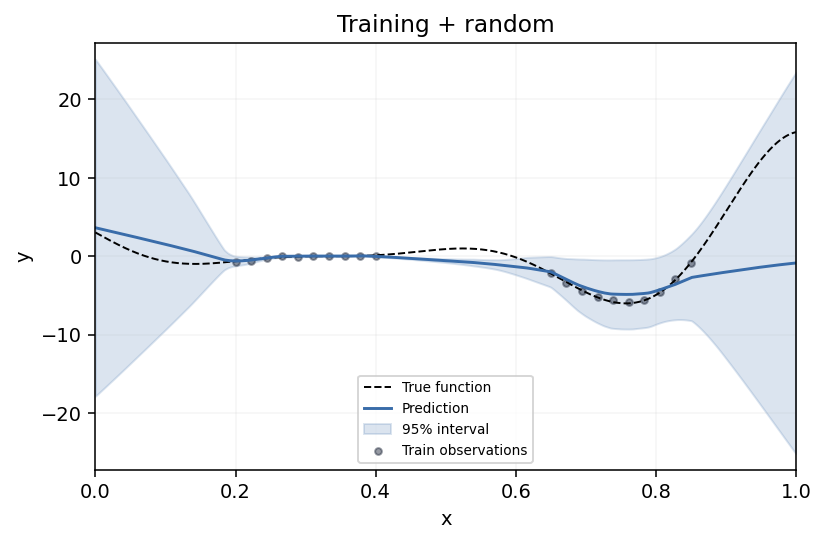 Training + random
20
10
0
−10
−20
y
True function
Prediction
95% interval
Train observations
0.0 0.2 0.4 0.6 0.8 1.0
x